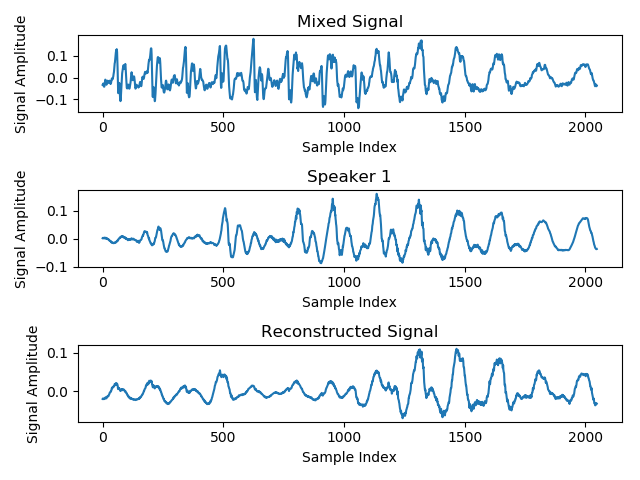 Mixed Signal
Signal Amplitude
0.1
0.0
−0.1
0 500 1000 1500 2000
Sample Index
Speaker 1
Signal Amplitude
0.1
0.0
−0.1
0 500 1000 1500 2000
Sample Index
Reconstructed Signal
Signal Amplitude
0.1
0.0
0 500 1000 1500 2000
Sample Index